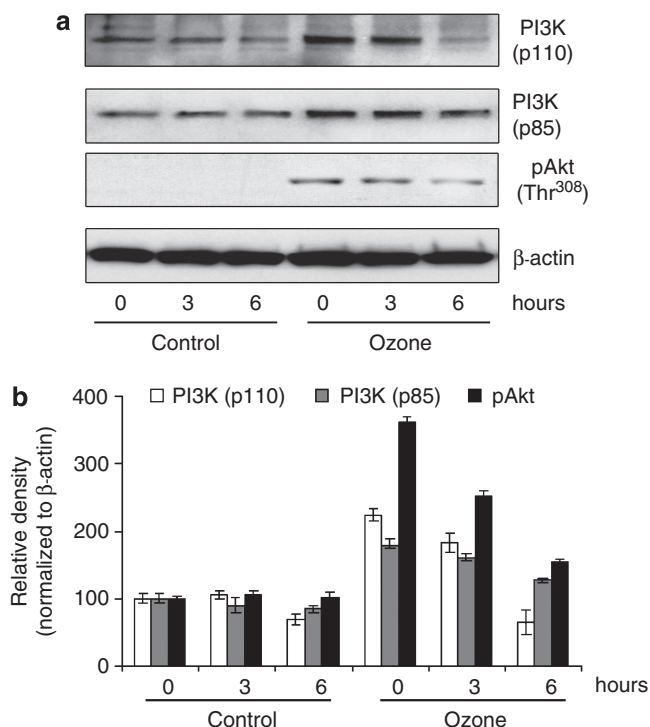 a
PI3K
(p110)
PI3K
(p85)
pAkt
(Thr308)
β-actin
0 3 6 0 3 6 hours
Control Ozone
b
PI3K (p110) PI3K (p85) pAkt
Relative density
(normalized to β-actin)
400
300
200
100
0
0 3 6 0 3 6 hours
Control Ozone